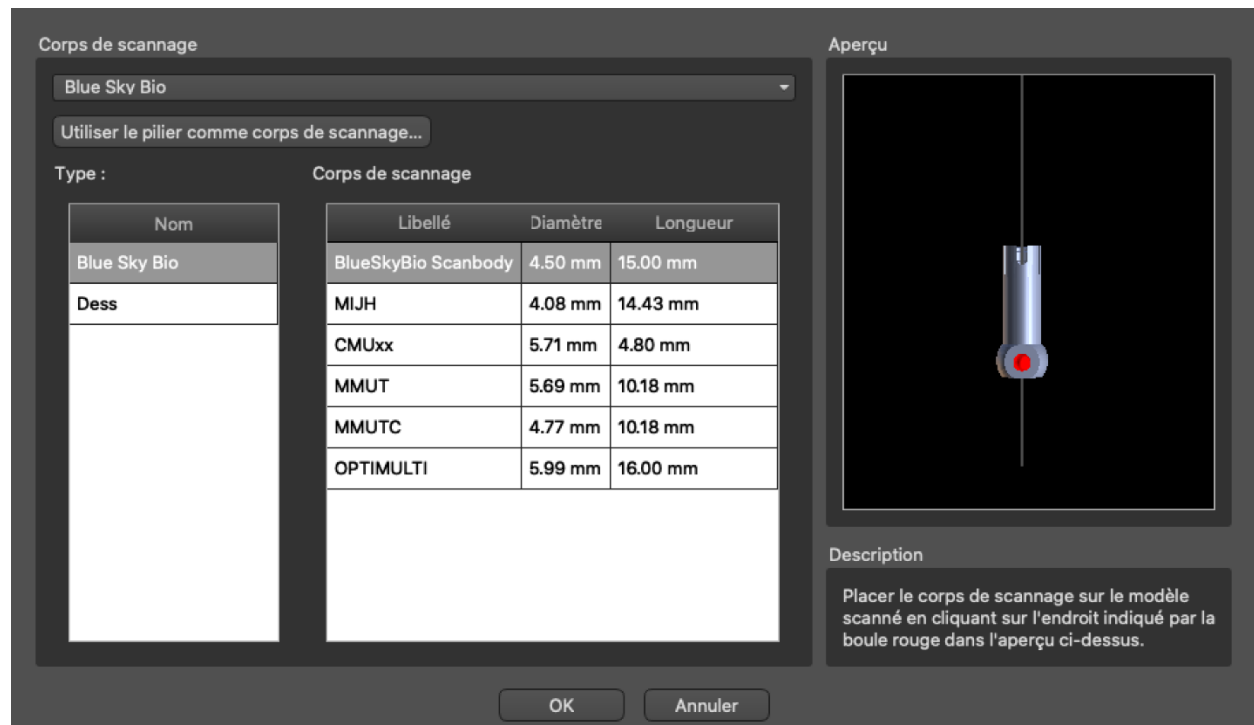 Corps de scannage
Aperçu
Blue Sky Bio
Utiliser le pilier comme corps de scannage...
Type :
Corps de scannage
Nom
Libellé Diamètre Longueur
Blue Sky Bio
BlueSkyBio Scanbody 4.50 mm 15.00 mm
Dess
MIJH 4.08 mm 14.43 mm
CMUxx 5.71 mm 4.80 mm
MMUT 5.69 mm 10.18 mm
MMUTC 4.77 mm 10.18 mm
OPTIMULTI 5.99 mm 16.00 mm
Description
Placer le corps de scannage sur le modèle
scanné en cliquant sur l'endroit indiqué par la
boule rouge dans l'aperçu ci-dessus.
OK
Annuler